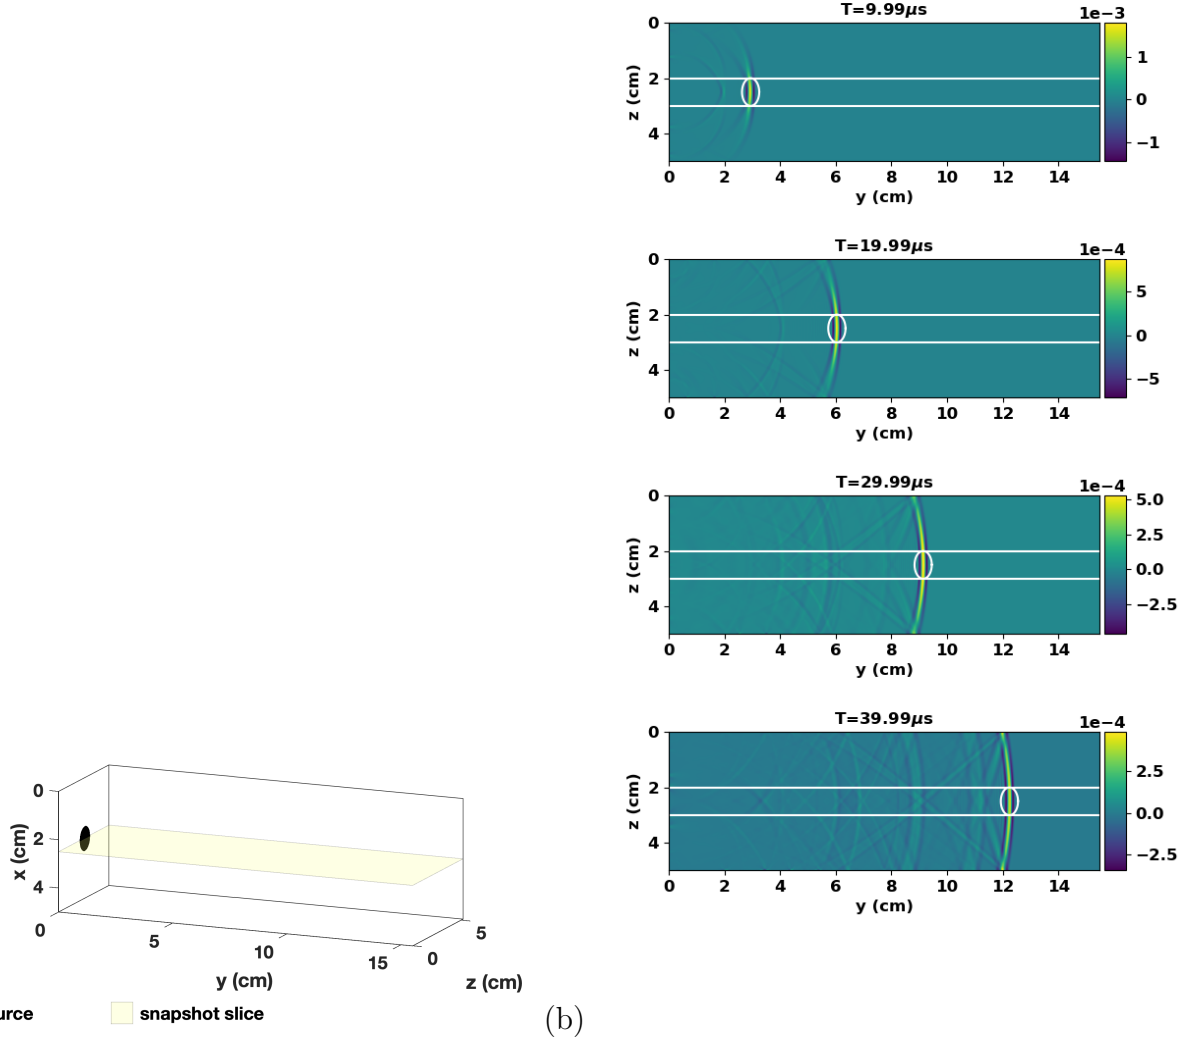 T=9.99μs
1e−3
0
2
4
z (cm)
1
0
−1
0 2 4 6 8 10 12 14
y (cm)
T=19.99μs
1e−4
0
2
4
z (cm)
5
0
−5
0 2 4 6 8 10 12 14
y (cm)
T=29.99μs
1e−4
0
2
4
z (cm)
5.0
2.5
0.0
−2.5
0 2 4 6 8 10 12 14
y (cm)
T=39.99μs
1e−4
0
2
4
z (cm)
2.5
0.0
−2.5
0 2 4 6 8 10 12 14
y (cm)
0
2
4
x (cm)
0
5
10
15
y (cm)
0
5
z (cm)
urce
snapshot slice
(b)